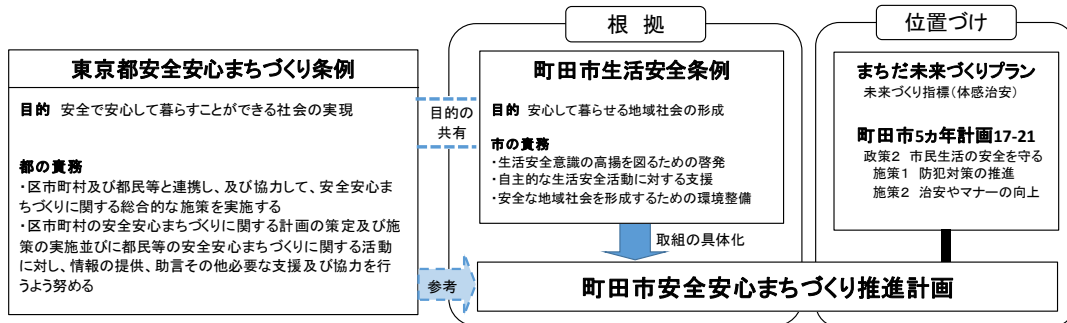 根 拠
位置づけ
東京都安全安心まちづくり条例
目的 安全で安心して暮らすことができる社会の実現
都の責務
・区市町村及び都民等と連携し、及び協力して、安全安心ま
ちづくりに関する総合的な施策を実施する
・区市町村の安全安心まちづくりに関する計画の策定及び施
策の実施並びに都民等の安全安心まちづくりに関する活動
に対し、情報の提供、助言その他必要な支援及び協力を行
うよう努める
目的の
共有
参考
町田市生活安全条例
目的 安心して暮らせる地域社会の形成
市の責務
・生活安全意識の高揚を図るための啓発
・自主的な生活安全活動に対する支援
・安全な地域社会を形成するための環境整備
取組の具体化
まちだ未来づくりプラン
未来づくり指標(体感治安)
町田市5ヵ年計画17-21
政策2 市民生活の安全を守る
施策1 防犯対策の推進
施策2 治安やマナーの向上
町田市安全安心まちづくり推進計画